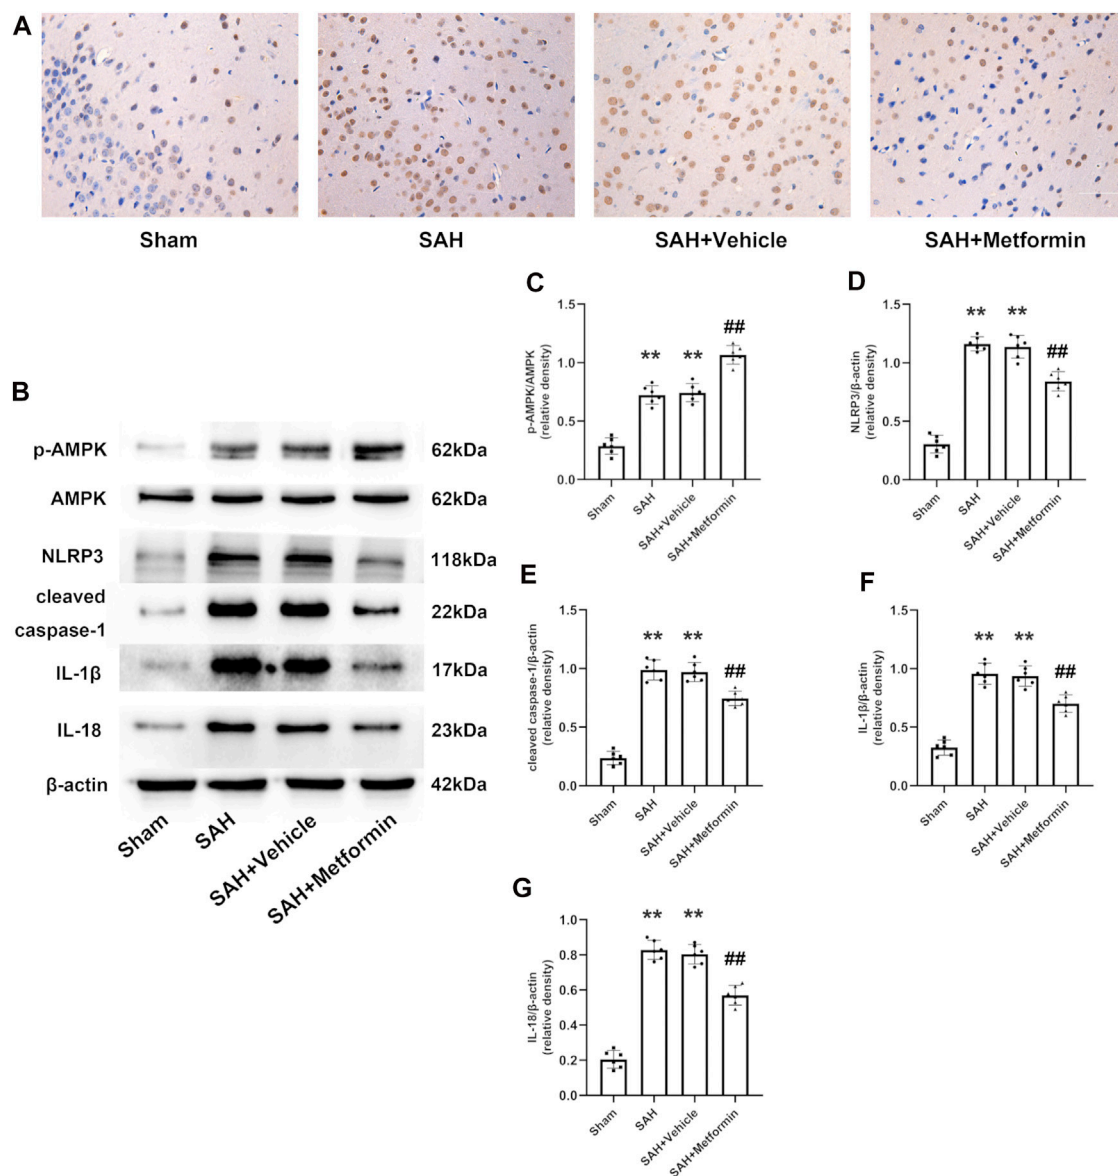 A
Sham
SAH
SAH+Vehicle
SAH+Metformin
B
p-AMPK
62kDa
AMPK
62kDa
NLRP3
118kDa
cleaved
caspase-1
22kDa
IL-1β
17kDa
IL-18
23kDa
β-actin
42kDa
Sham
SAH
SAH+Vehicle
SAH+Metformin
C
p-AMPK/AMPK
(relative density)
1.5
1.0
0.5
0.0
**
**
##
Sham
SAH
SAH+Vehicle
SAH+Metformin
D
NLRP3/β-actin
(relative density)
1.5
1.0
0.5
0.0
**
**
##
Sham
SAH
SAH+Vehicle
SAH+Metformin
E
cleaved caspase-1/β-actin
(relative density)
1.5
1.0
0.5
0.0
**
**
##
Sham
SAH
SAH+Vehicle
SAH+Metformin
F
IL-1β/β-actin
(relative density)
1.5
1.0
0.5
0.0
**
**
##
Sham
SAH
SAH+Vehicle
SAH+Metformin
G
IL-18/β-actin
(relative density)
1.0
0.8
0.6
0.4
0.2
0.0
**
**
##
Sham
SAH
SAH+Vehicle
SAH+Metformin